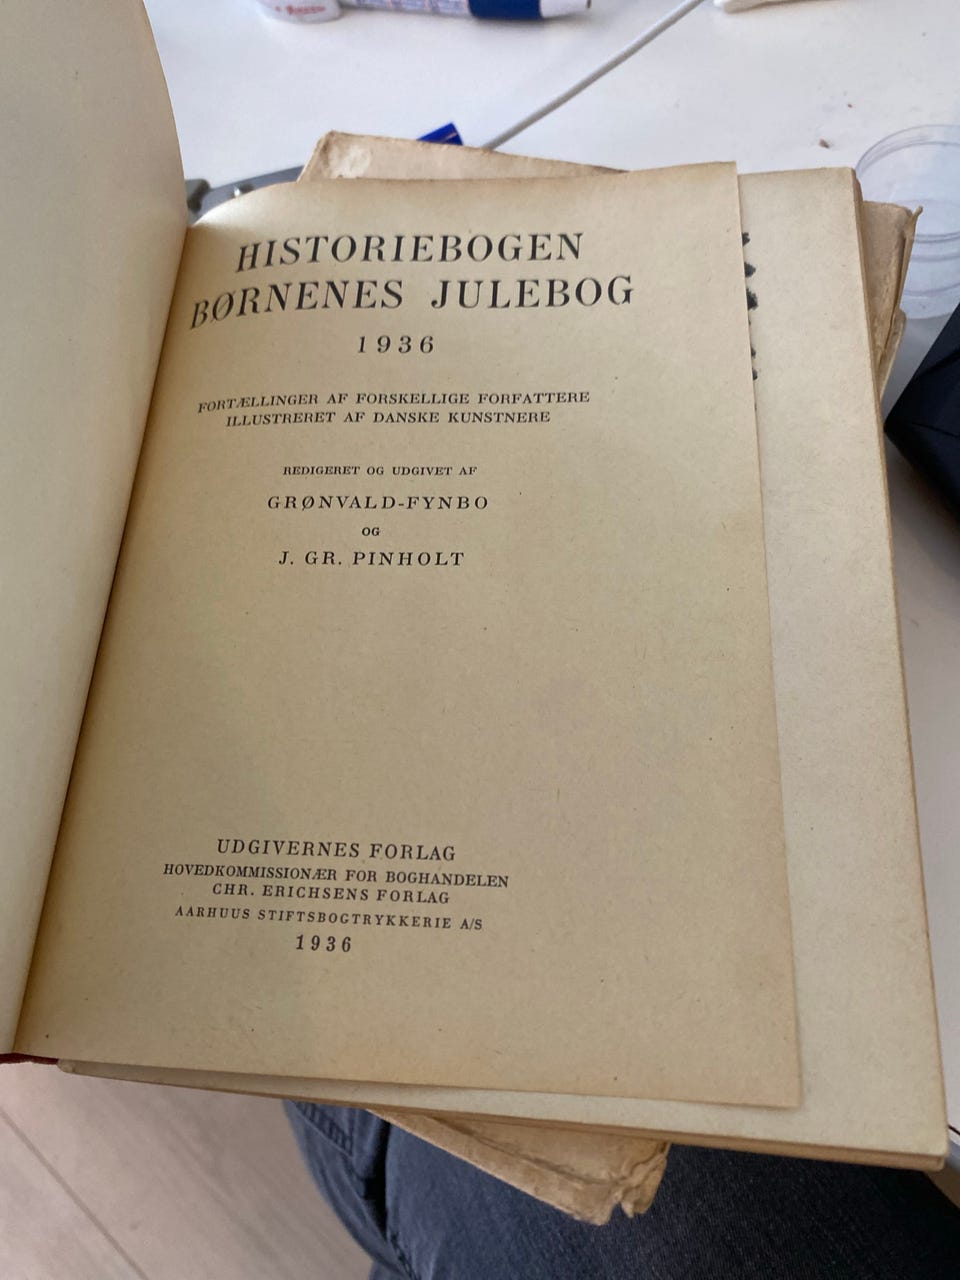 HISTORIEBOGEN
BØRNENES JULEBOG
1936
FORTÆLLINGER AF FORSKELLIGE FORFATTERE
ILLUSTRERET AF DANSKE KUNSTNERE
REDIGERET OG UDGIVET AF
GRØNVALD-FYNBO
OG
J. GR. PINHOLT
UDGIVERNES FORLAG
HOVEDKOMMISSIONÆR FOR BOGHANDELEN
CHR. ERICHSENS FORLAG
AARHUUS STIFTSBOGTRYKKERIE A/S
1936